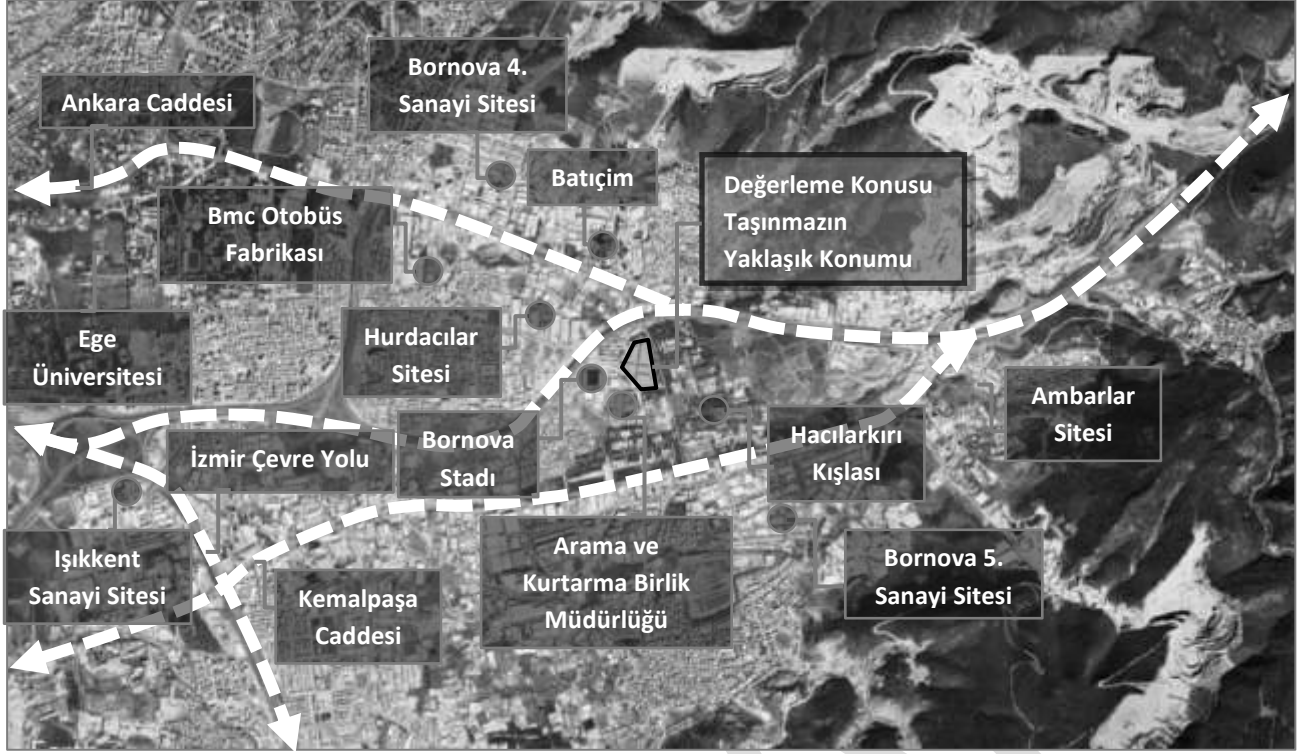 Bornova 4.
Sanayi Sitesi
Ankara Caddesi
Batıçim
Değerleme Konusu
Taşınmazın
Yaklaşık Konumu
Bmc Otobüs
Fabrikası
Ege
Üniversitesi
Hurdacılar
Sitesi
Ambarlar
Sitesi
İzmir Çevre Yolu
Bornova
Stadı
Hacılarkırı
Kışlası
Işıkkent
Sanayi Sitesi
Kemalpaşa
Caddesi
Arama ve
Kurtarma Birlik
Müdürlüğü
Bornova 5.
Sanayi Sitesi